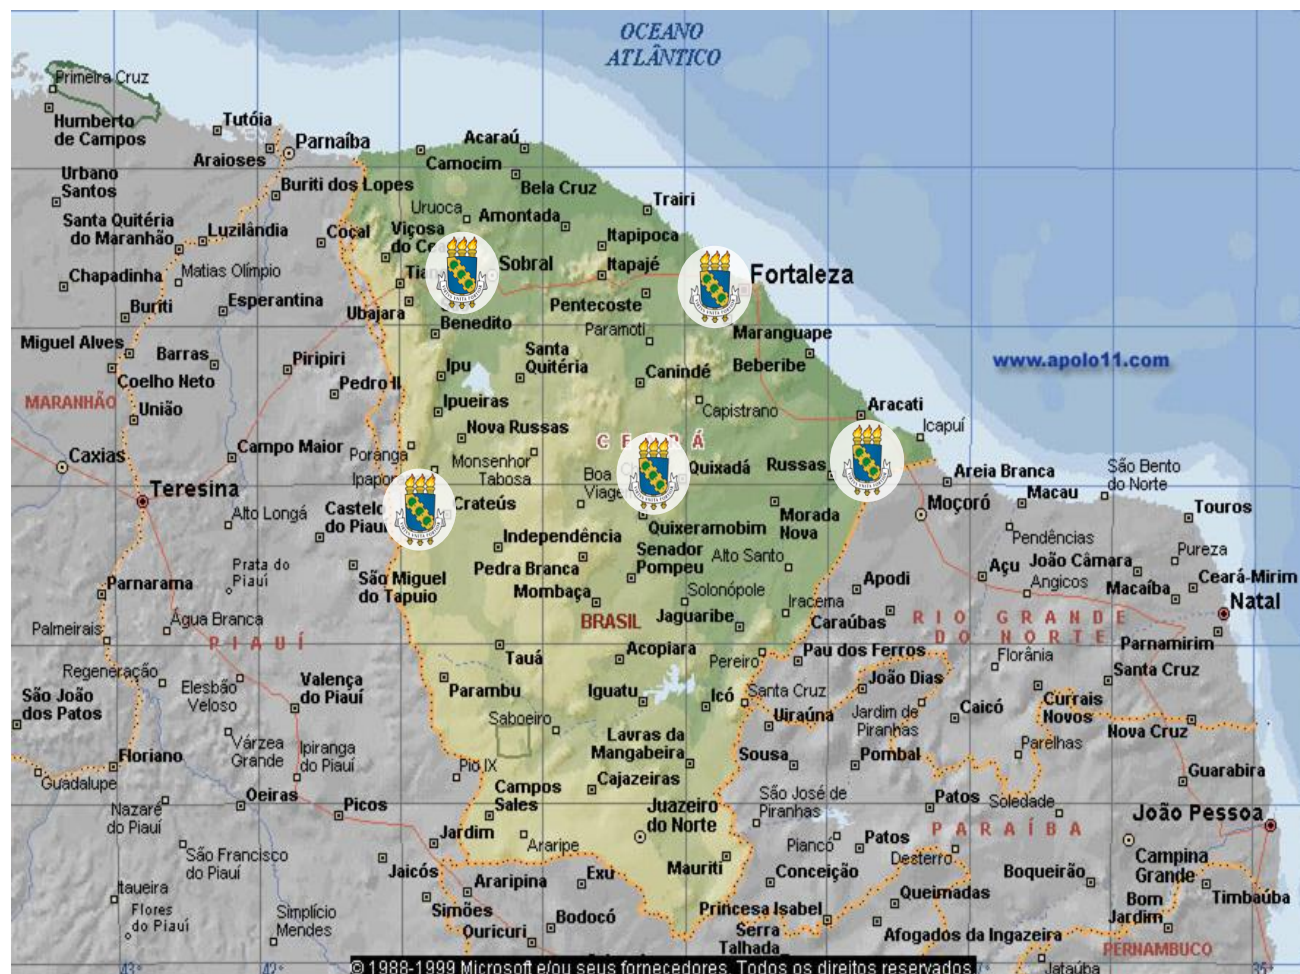 OCEANO
ATLÂNTICO
Primeira Cruz
Humberto
de Campos
Tutóia
Parnaíba
Araioses
Acaraú
Camocim
Urbano
Santos
Buriti dos Lopes
Bela Cruz
Trairi
Uruoca
Amontada
Santa Quitéria
do Maranhão
Luzilândia
Cocal
Viçosa
do Ce
Itapipoca
Chapadinha
Matias Olímpio
Tian
Sobral
Itapajé
Fortaleza
Buriti
Esperantina
Ubajara
Benedito
Pentecoste
Paramoti
Maranguape
Miguel Alves
Barras
Piripiri
Ipu
Santa
Quitéria
Canindé
Beberibe
www.apolo11.com
Coelho Neto
Pedro II
MARANHÃO
União
Ipueiras
Capistrano
Aracati
Icapuí
Nova Russas
Campo Maior
Caxias
Poranga
Monsenhor
Tabosa
Boa
Viage
Quixadá
Russas
Areia Branca
São Bento
do Norte
Teresina
Ipapor
Crateús
Macau
Moçoró
Touros
Alto Longá
Castelo
do Piauí
Quixeramobim
Morada
Nova
Independência
Pendências
Senador
Pompeu
Alto Santo
Pureza
Prata do
Piauí
Pedra Branca
Açu
João Câmara
Ceará-Mirim
Parnarama
São Miguel
do Tapuio
Mombaça
Solonópole
Apodi
Angicos
Macaíba
Natal
Água Branca
Iracema
Palmeirais
PIAUÍ
BRASIL
Jaguaribe
Caraúbas
RIO GRANDE
DO NORTE
Parnamirim
Tauá
Acopiara
Pereiro
Pau dos Ferros
Florânia
Santa Cruz
Regeneração
Elesbão
Veloso
Valença
do Piauí
Parambu
Iguatu
Icó
Santa Cruz
João Dias
Currais
Novos
São João
dos Patos
Saboeiro
Uiraúna
Jardim de
Piranhas
Caicó
Nova Cruz
Várzea
Grande
Ipiranga
do Piauí
Lavras da
Mangabeira
Sousa
Pombal
Parelhas
Floriano
Pio IX
Guadalupe
Campos
Sales
Cajazeiras
Guarabira
Nazaré
do Piauí
Oeiras
Picos
Juazeiro
do Norte
São José de
Piranhas
Patos
Soledade
João Pessoa
Jardim
Araripe
Piancó
Patos
PARAÍBA
São Francisco
do Piauí
Desterro
Campina
Grande
Jaicós
Araripina
Exu
Mauriti
Conceição
Boqueirão
Itaueira
Queimadas
Bom
Jardim
Timbaúba
Flores
do Piauí
Simplício
Mendes
Simões
Bodocó
Princesa Isabel
Ouricuri
Serra
Talhada
Afogados da Ingazeira
PERNAMBUCO
Jataúba
© 1988-1999 Microsoft e/ou seus fornecedores. Todos os direitos reservados.